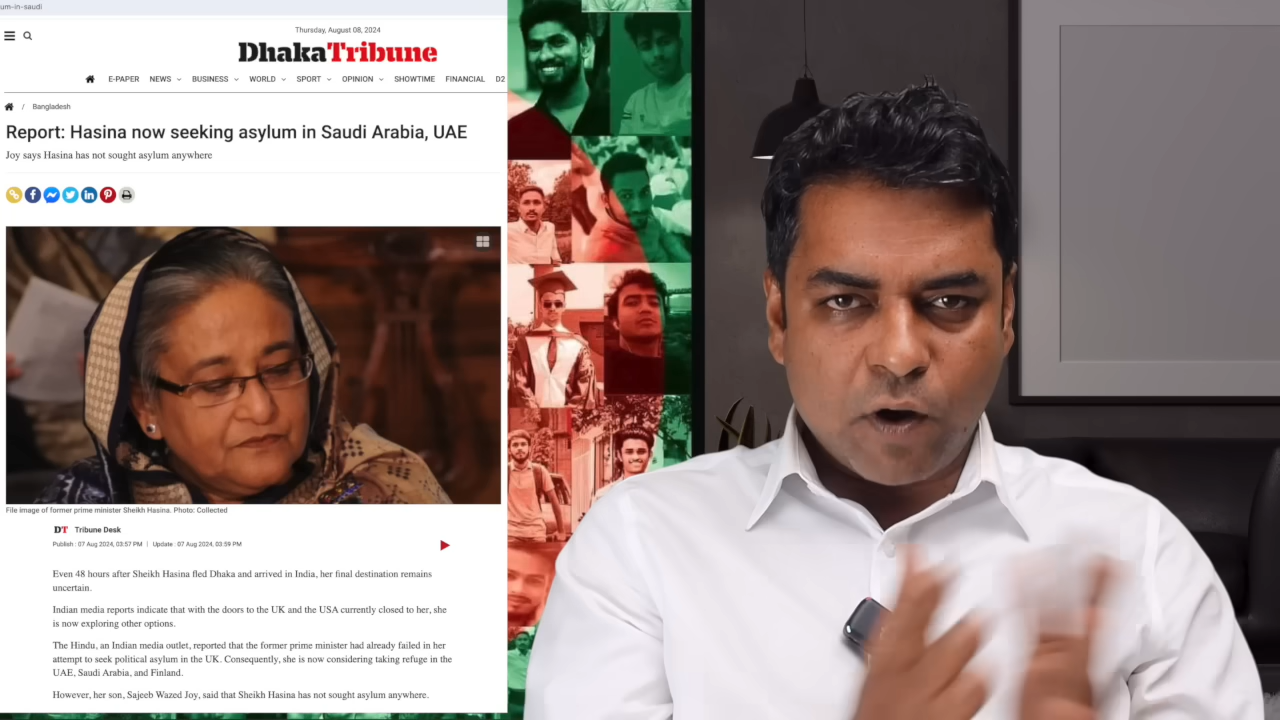 um-in-saudi
Thursday, August 08, 2024
DhakaTribune
E-PAPER NEWS BUSINESS WORLD SPORT OPINION SHOWTIME FINANCIAL D2
/ Bangladesh
Report: Hasina now seeking asylum in Saudi Arabia, UAE
Joy says Hasina has not sought asylum anywhere
File image of former prime minister Sheikh Hasina. Photo: Collected
DT Tribune Desk
Publish : 07 Aug 2024, 03:57 PM | Update : 07 Aug 2024, 03:59 PM
Even 48 hours after Sheikh Hasina fled Dhaka and arrived in India, her final destination remains
uncertain.
Indian media reports indicate that with the doors to the UK and the USA currently closed to her, she
is now exploring other options.
The Hindu, an Indian media outlet, reported that the former prime minister had already failed in her
attempt to seek political asylum in the UK. Consequently, she is now considering taking refuge in the
UAE, Saudi Arabia, and Finland.
However, her son, Sajeeb Wazed Joy, said that Sheikh Hasina has not sought asylum anywhere.